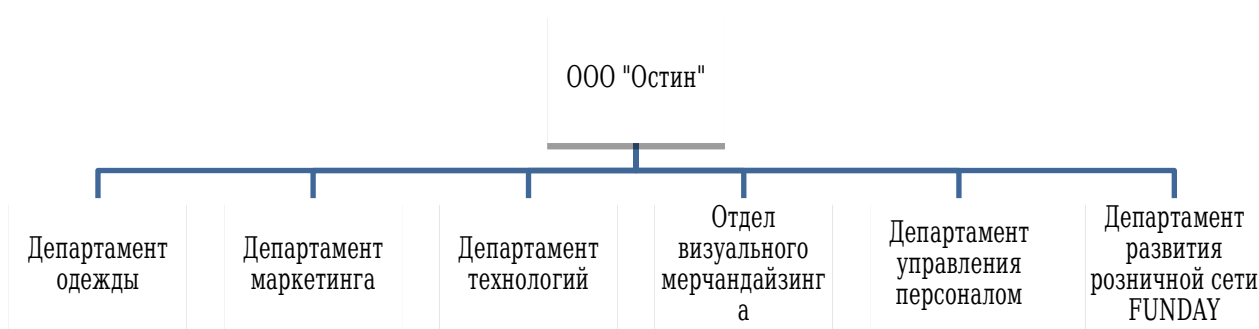 ООО "Остин"
Департамент
одежды
Департамент
маркетинга
Департамент
технологий
Отдел
визуального
мерчандайзинг
а
Департамент
управления
персоналом
Департамент
развития
розничной сети
FUNDAY